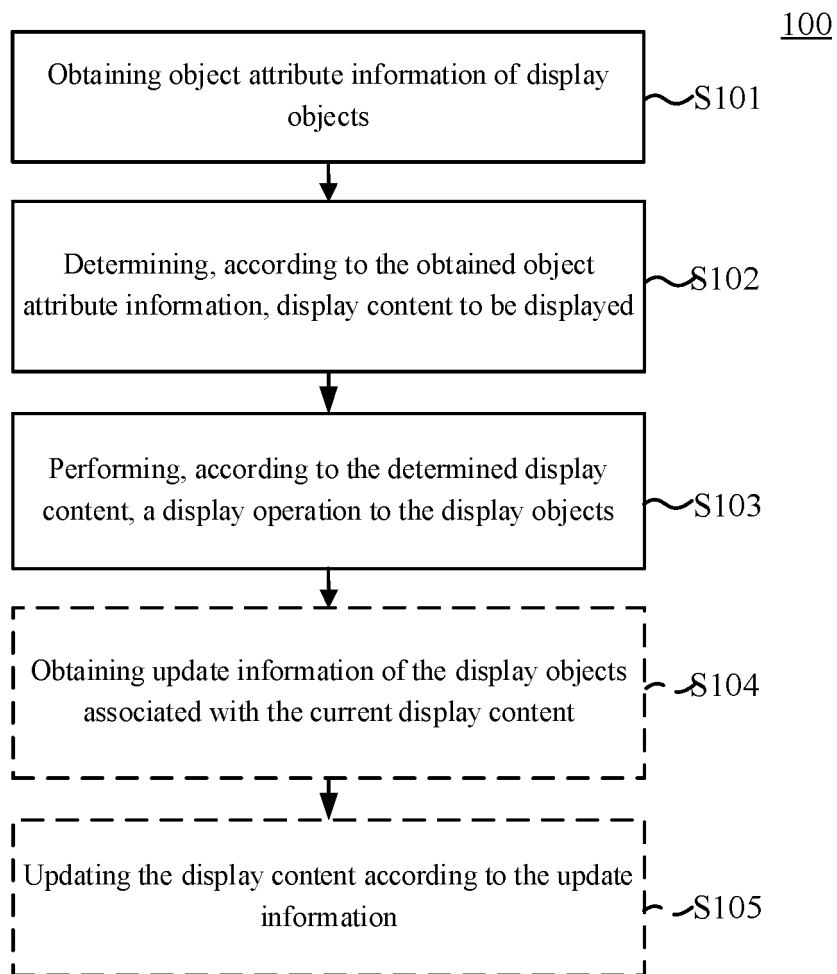 100
Obtaining object attribute information of display
objects
S101
Determining, according to the obtained object
attribute information, display content to be displayed
S102
Performing, according to the determined display
content, a display operation to the display objects
S103
Obtaining update information of the display objects
associated with the current display content
S104
Updating the display content according to the update
information
S105